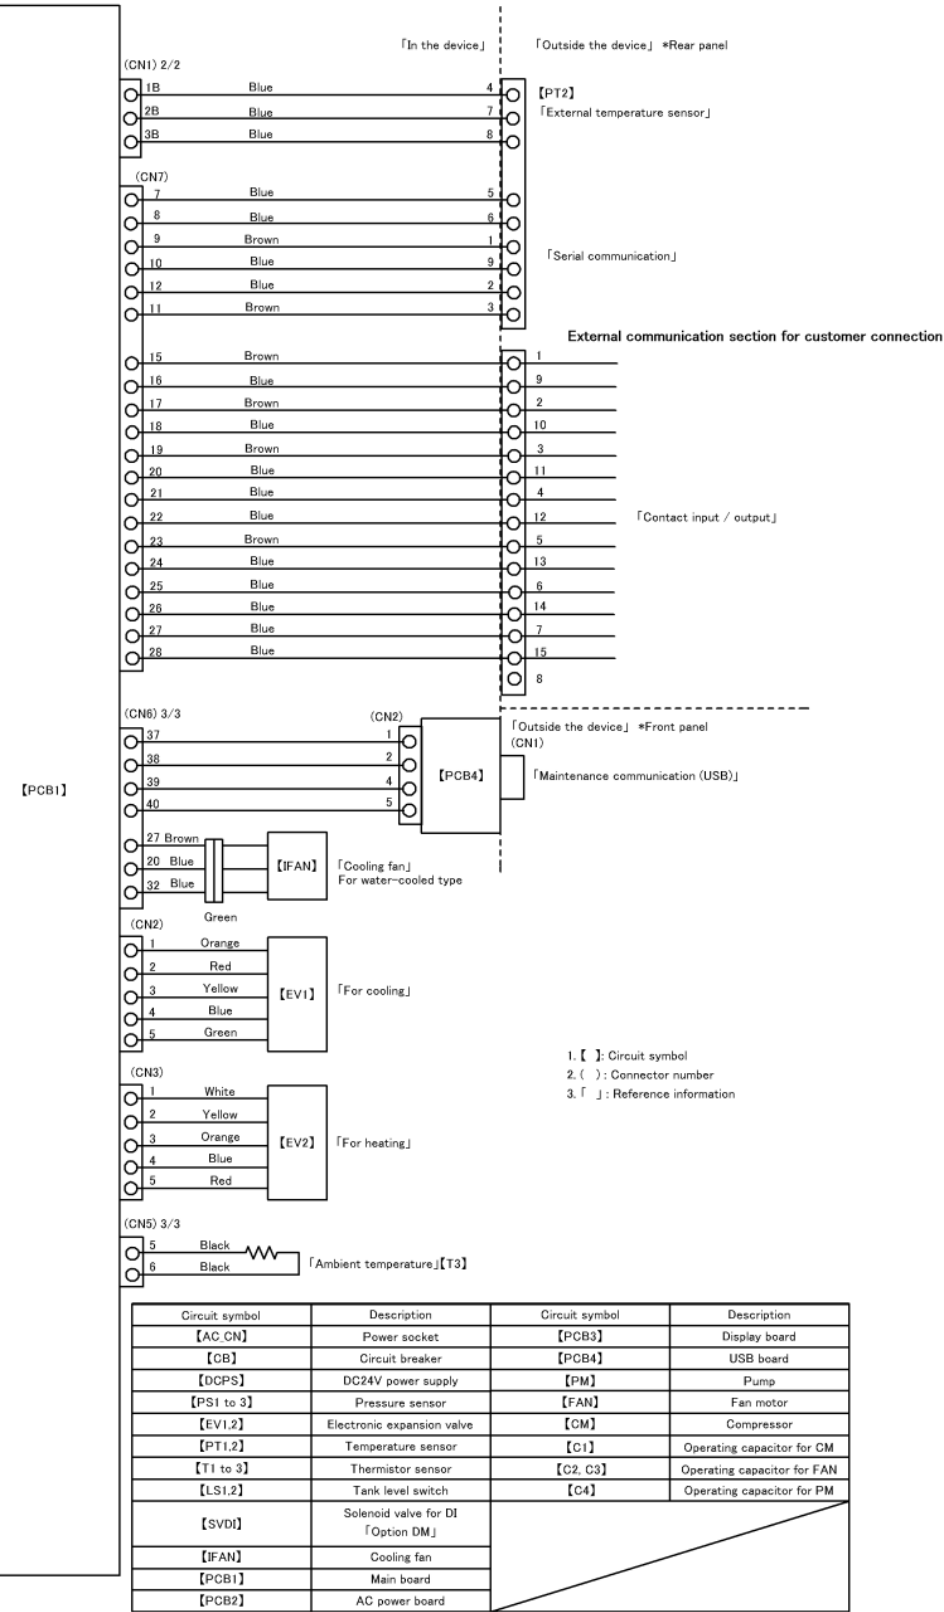 「In the device」 「Outside the device」 *Rear panel
(CN1) 2/2
1B Blue 4 【PT2】
2B Blue 7 「External temperature sensor」
3B Blue 8
(CN7)
7 Blue 5
8 Blue 6
9 Brown 1
「Serial communication」
10 Blue 9
12 Blue 2
11 Brown 3
External communication section for customer connection
15 Brown 1
16 Blue 9
17 Brown 2
18 Blue 10
19 Brown 3
20 Blue 11
21 Blue 4
22 Blue 12 「Contact input / output」
23 Brown 5
24 Blue 13
25 Blue 6
26 Blue 14
27 Blue 7
28 Blue 15
8
(CN6) 3/3 (CN2)
「Outside the device」 *Front panel
37 1 (CN1)
38 2
【PCB4】 「Maintenance communication (USB)」
39 4
【PCB1】
40 5
27 Brown
20 Blue 【IFAN】 「Cooling fan」
For water-cooled type
32 Blue
Green
(CN2)
1 Orange
2 Red
3 Yellow 【EV1】 「For cooling」
4 Blue
5 Green
1.【 】: Circuit symbol
2. ( ) : Connector number
3.「 」: Reference information
(CN3)
1 White
2 Yellow
3 Orange 【EV2】 「For heating」
4 Blue
5 Red
(CN5) 3/3
5 Black
6 Black 「Ambient temperature」【T3】
Circuit symbol Description Circuit symbol Description
【AC_CN】 Power socket 【PCB3】 Display board
【CB】 Circuit breaker 【PCB4】 USB board
【DCPS】 DC24V power supply 【PM】 Pump
【PS1 to 3】 Pressure sensor 【FAN】 Fan motor
【EV1,2】 Electronic expansion valve 【CM】 Compressor
【PT1,2】 Temperature sensor 【C1】 Operating capacitor for CM
【T1 to 3】 Thermistor sensor 【C2, C3】 Operating capacitor for FAN
【LS1,2】 Tank level switch 【C4】 Operating capacitor for PM
【SVDI】 Solenoid valve for DI
「Option DM」
【IFAN】 Cooling fan
【PCB1】 Main board
【PCB2】 AC power board